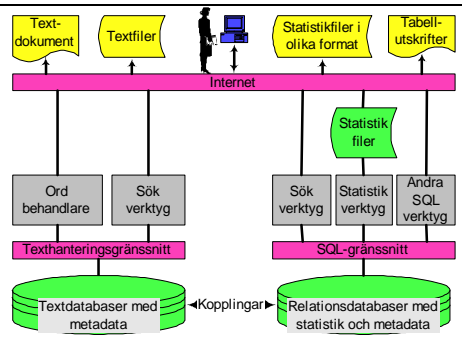 Text-
dokument
Textfiler
Statistikfiler i
olika format
Tabell-
utskrifter
Internet
Statistik
filer
Ord
behandlare
Sök
verktyg
Sök
verktyg
Statistik
verktyg
Andra
SQL
verktyg
Texthanteringsgränssnitt
SQL-gränssnitt
Textdatabaser med
metadata
Kopplingar
Relationsdatabaser med
statistik och metadata